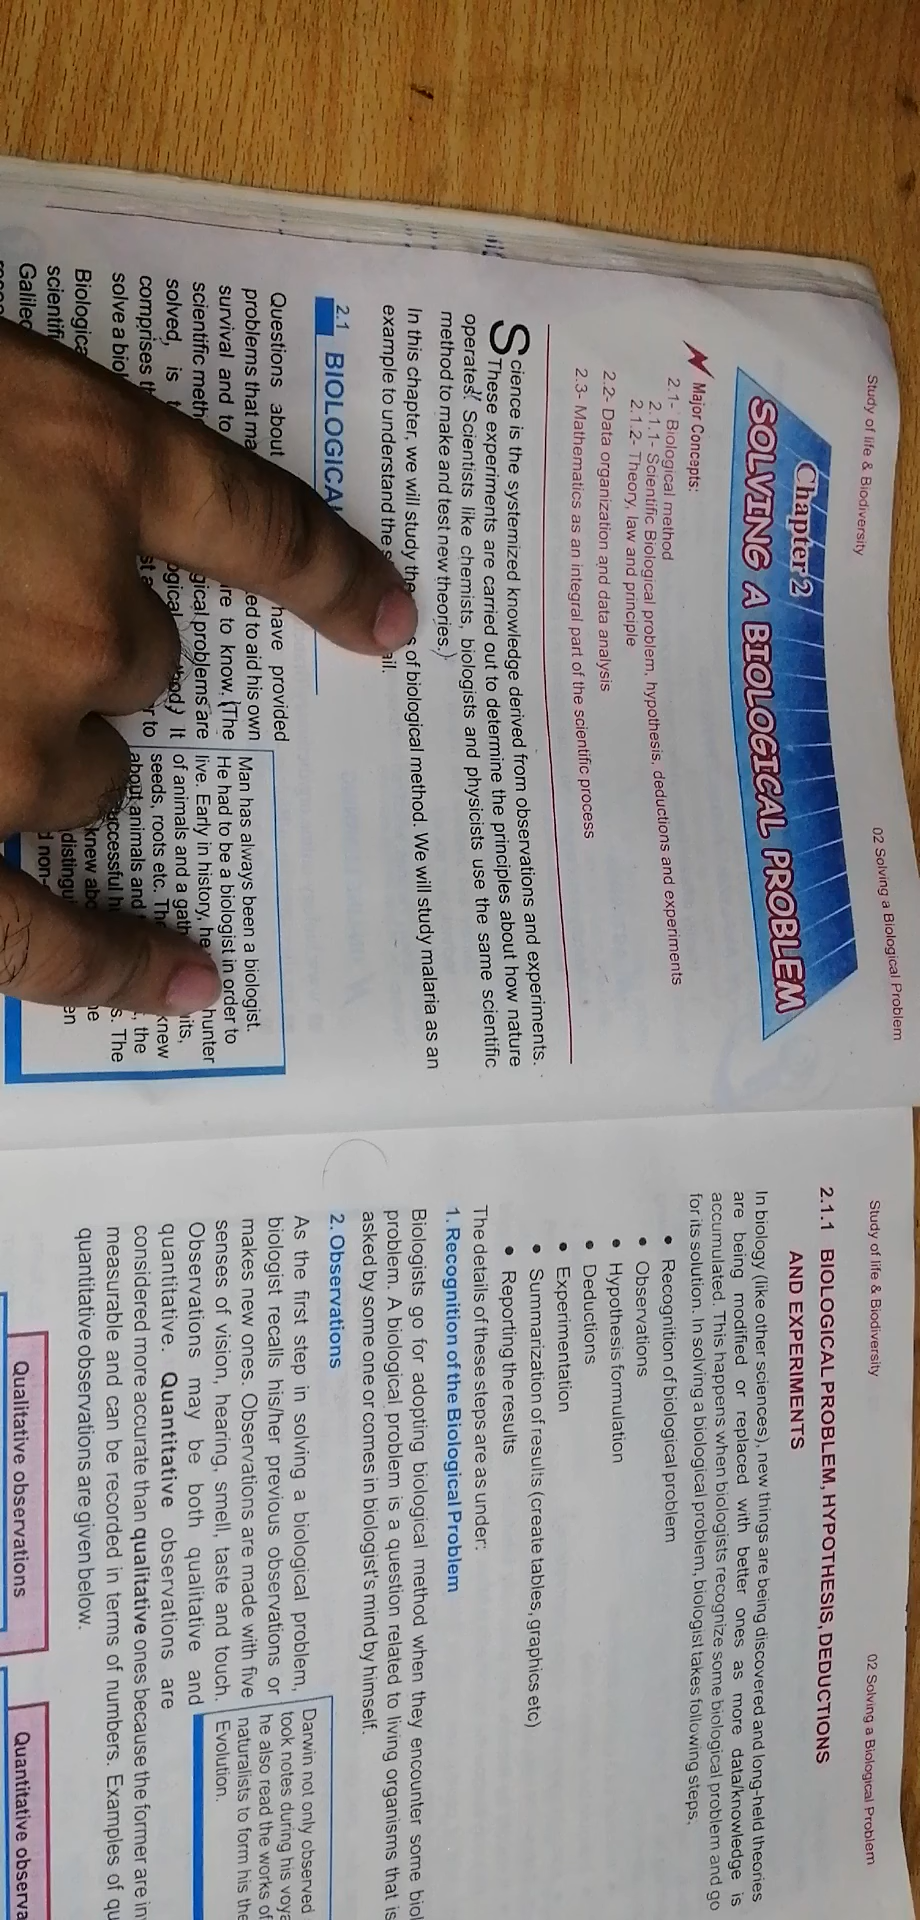 Study of life & Biodiversity
02 Solving a Biological Problem
Chapter 2
SOLVING A BIOLOGICAL PROBLEM
Major Concepts:
2.1- Biological method
2.1.1- Scientific Biological problem, hypothesis, deductions and experiments
2.1.2- Theory, law and principle
2.2- Data organization and data analysis
2.3- Mathematics as an integral part of the scientific process
Science is the systemized knowledge derived from observations and experiments.
These experiments are carried out to determine the principles about how nature
operates. Scientists like chemists, biologists and physicists use the same scientific
method to make and test new theories.
In this chapter, we will study the of biological method. We will study malaria as an
example to understand the
2.1 BIOLOGICAL
Questions about have provided
problems that ed to aid his own
survival and to re to know. (The
scientific problems are
solved, is It
comprises to
solve a
Galileo
Man has always been a biologist.
He had to be a biologist in order to
live. Early in history, he hunter
of animals and a
seeds, roots etc. knew
about animals and the
The
knew
Study of life & Biodiversity
02 Solving a Biological Problem
2.1.1 BIOLOGICAL PROBLEM, HYPOTHESIS, DEDUCTIONS
AND EXPERIMENTS
In biology (like other sciences), new things are being discovered and long-held theories
are being modified or replaced with better ones as more data/knowledge is
accumulated. This happens when biologists recognize some biological problem and go
for its solution. In solving a biological problem, biologist takes following steps.
• Recognition of biological problem
• Observations
• Hypothesis formulation
• Deductions
• Experimentation
• Summarization of results (create tables, graphics etc)
• Reporting the results
The details of these steps are as under:
1. Recognition of the Biological Problem
Biologists go for adopting biological method when they encounter some biol
problem. A biological problem is a question related to living organisms that is
asked by some one or comes in biologist's mind by himself.
2. Observations
As the first step in solving a biological problem,
biologist recalls his/her previous observations or
makes new ones. Observations are made with five
senses of vision, hearing, smell, taste and touch.
Observations may be both qualitative and
quantitative. Quantitative observations are
considered more accurate than qualitative ones because the former are in
measurable and can be recorded in terms of numbers. Examples of qu
quantitative observations are given below.
Darwin not only observed
took notes during his voya
he also read the works of
naturalists to form his the
Evolution.
Qualitative observations
Quantitative observa